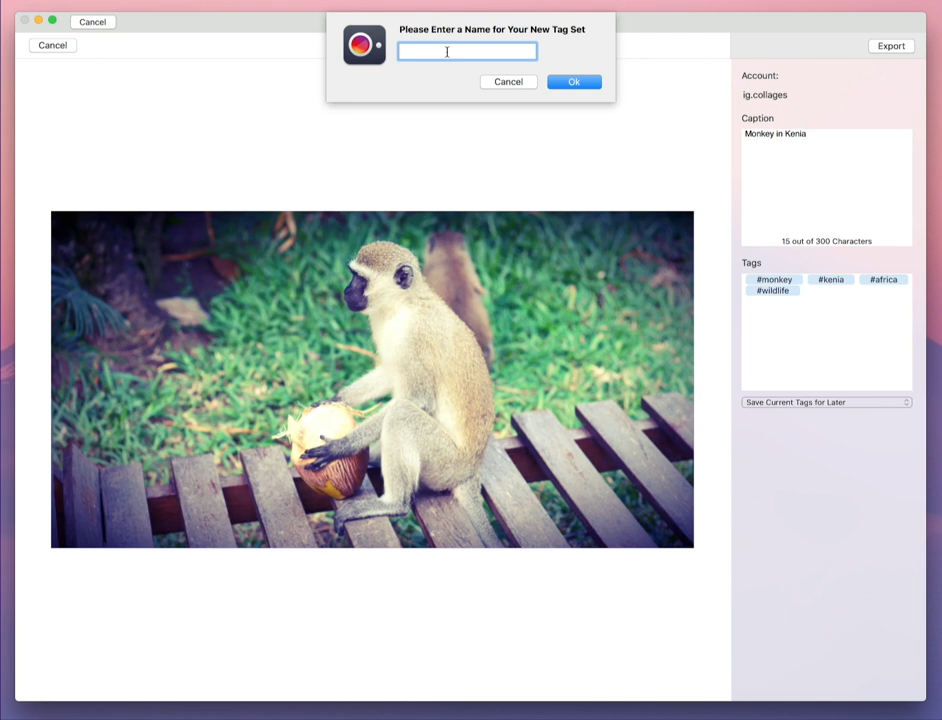 Cancel
Please Enter a Name for Your New Tag Set
Cancel
Ok
Cancel
Export
Account:
ig.collages
Caption
Monkey in Kenia
15 out of 300 Characters
Tags
#monkey #kenia #africa
#wildlife
Save Current Tags for Later